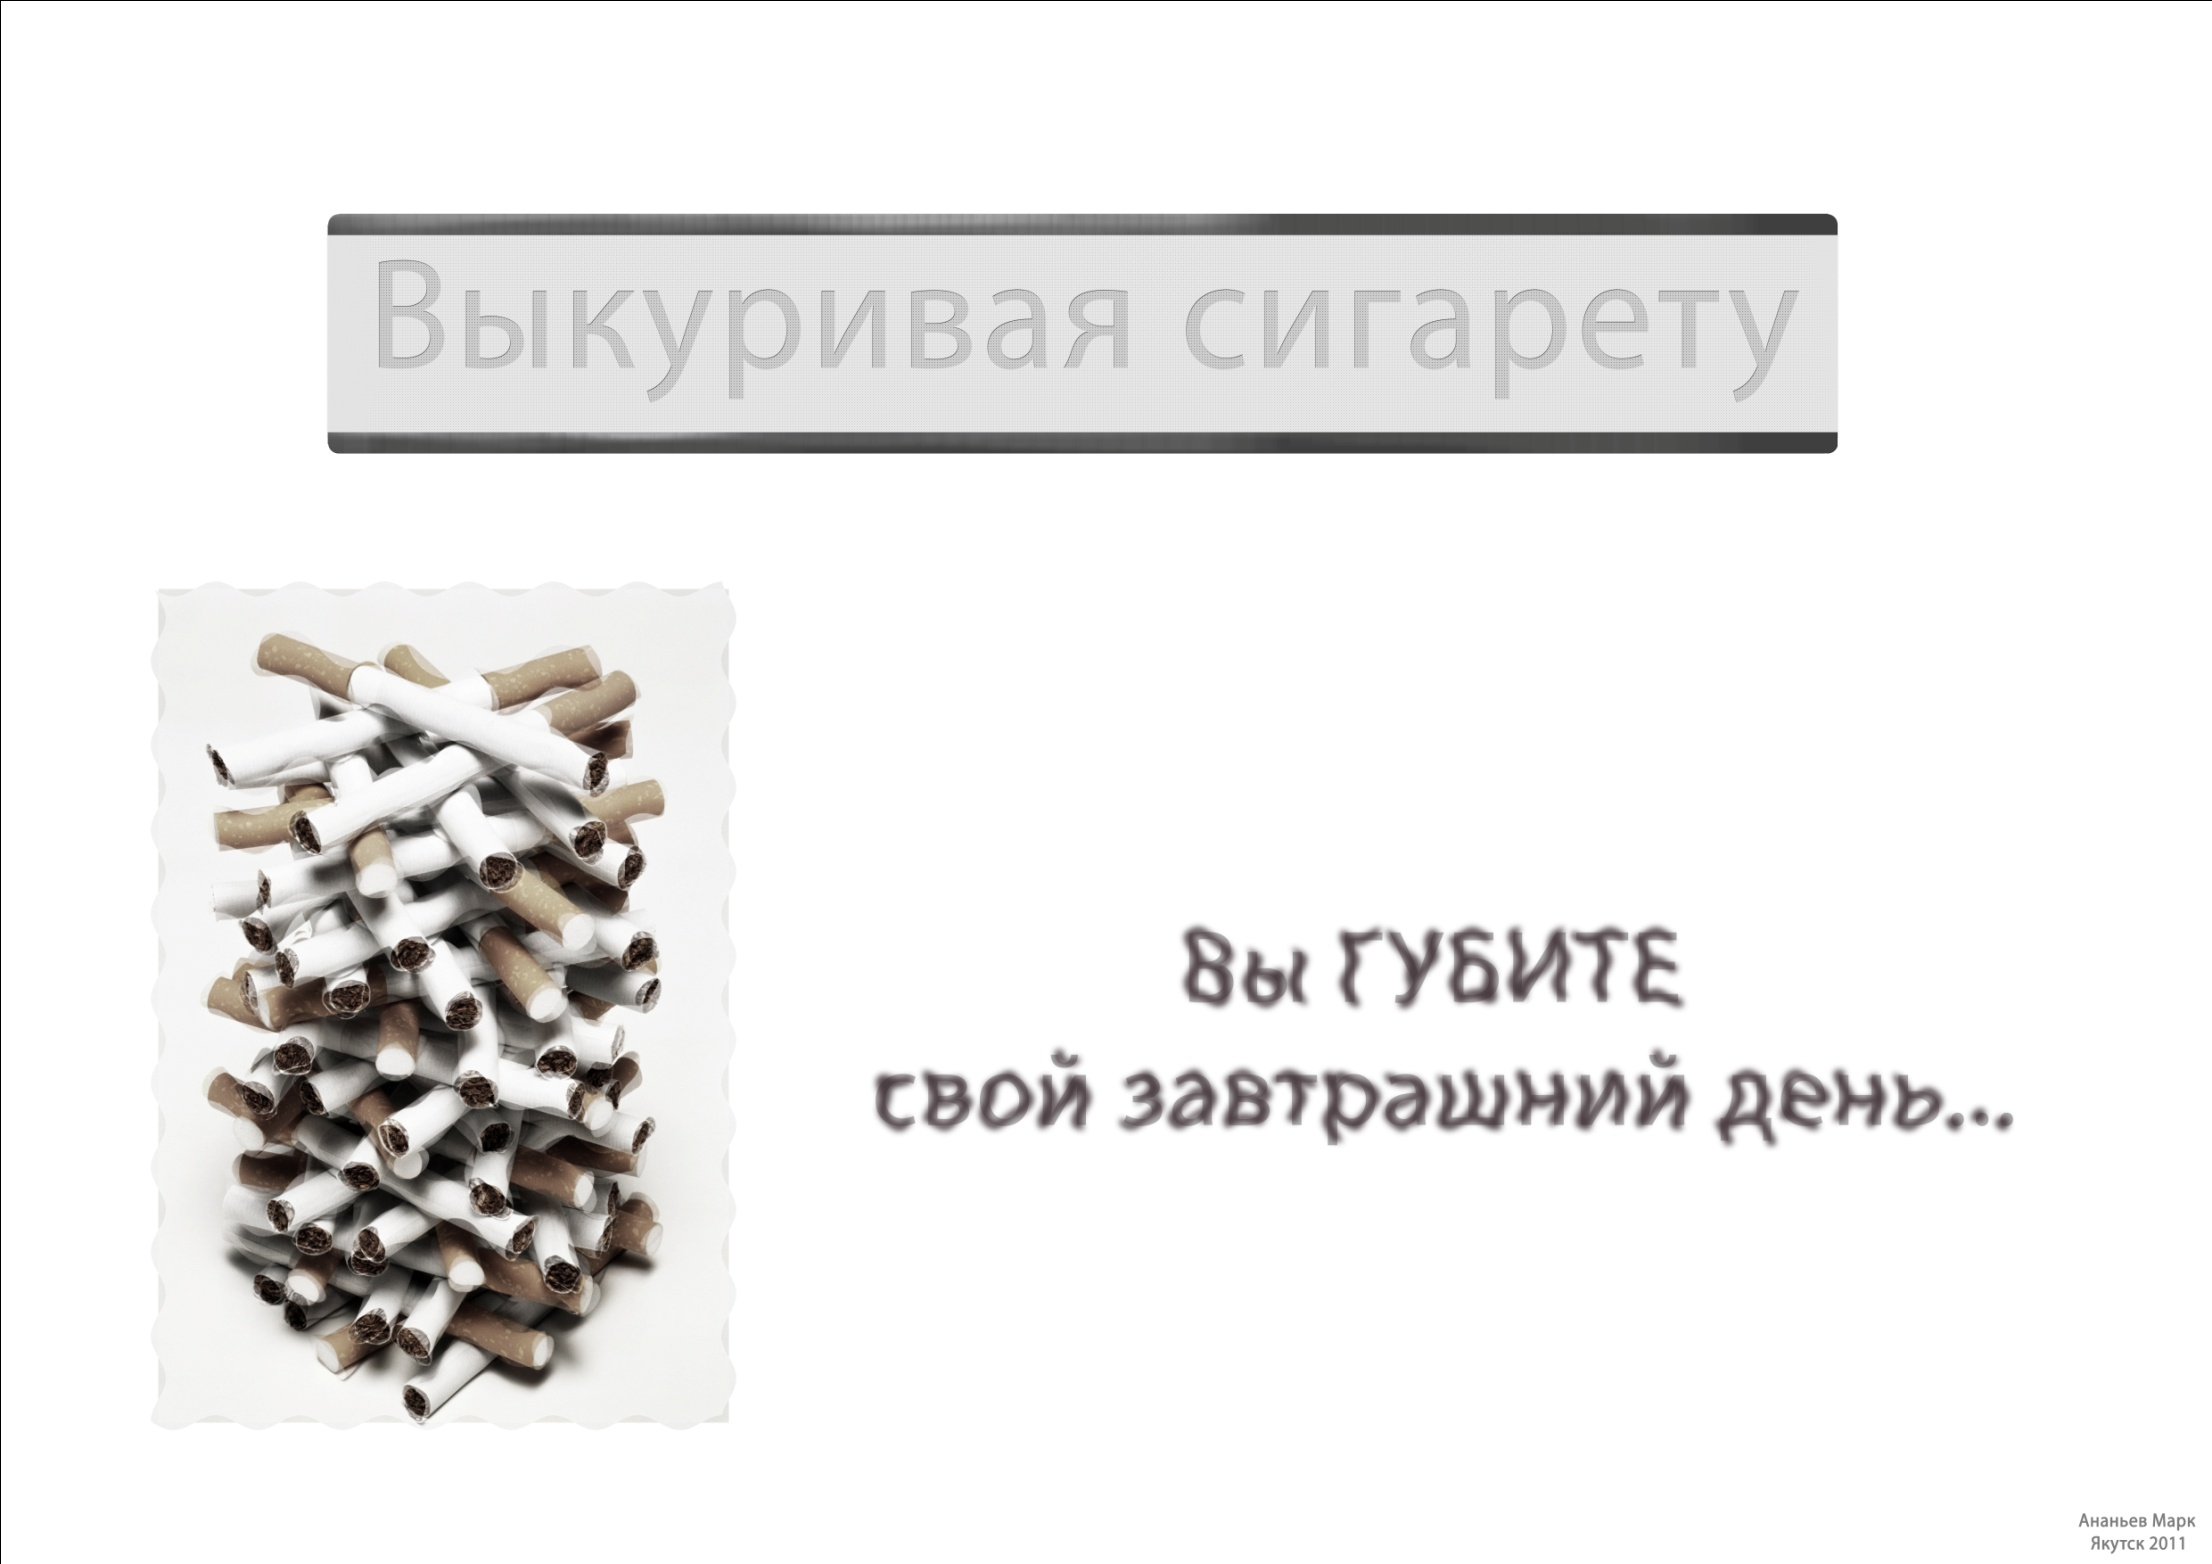 Выкуривая сигарету
Вы ГУБИТЕ
свой завтрашний день...
Ананьев Марк
Якутск 2011